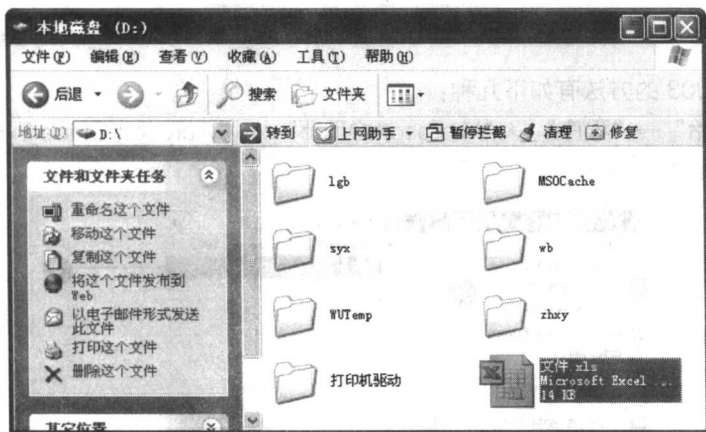 本地磁盘 (D:)
文件(F) 编辑(E) 查看(V) 收藏(A) 工具(T) 帮助(H)
后退 搜索 文件夹
地址(D) D:\ 转到 上网助手 暂停拦截 清理 修复
文件和文件夹任务
重命名这个文件
移动这个文件
复制这个文件
将这个文件发布到
Web
以电子邮件形式发送
此文件
打印这个文件
删除这个文件
其它位置
lgb
MSOCache
syx
wb
WUTemp
zhxy
打印机驱动
文件.xls
Microsoft Excel ...
14 KB